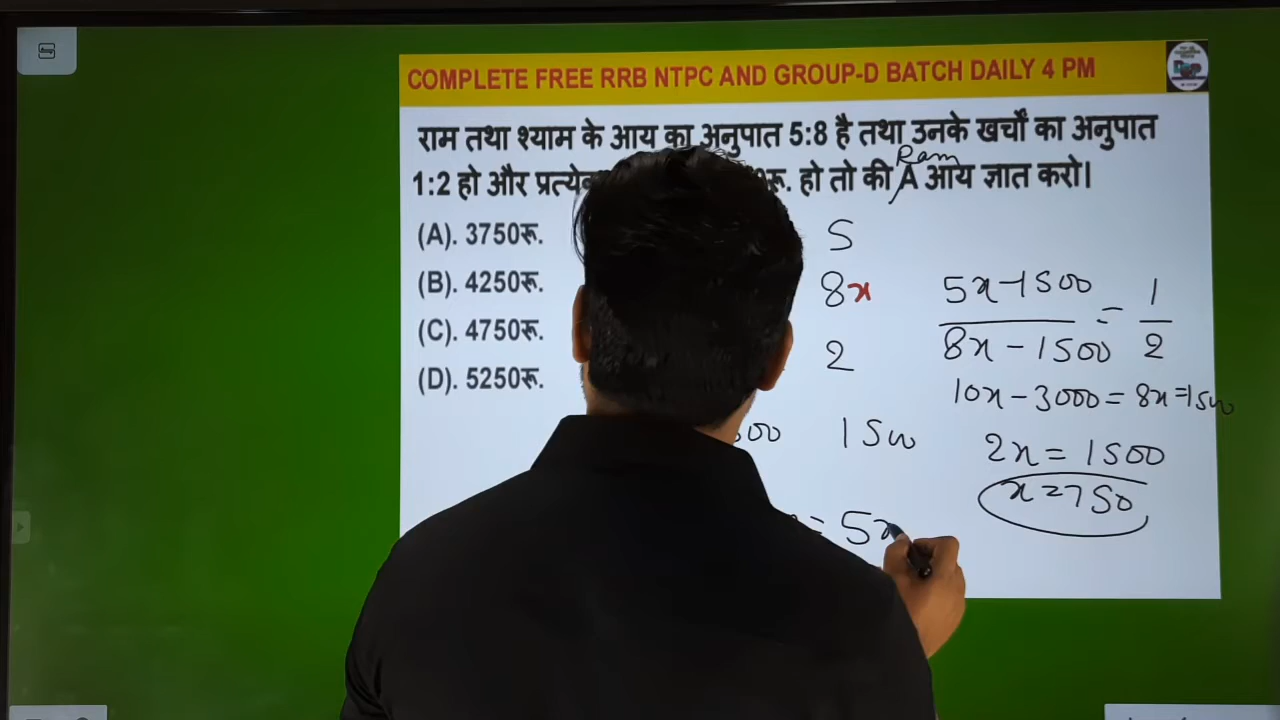 COMPLETE FREE RRB NTPC AND GROUP-D BATCH DAILY 4 PM
राम तथा श्याम के आय का अनुपात 5:8 है तथा उनके खर्चों का अनुपात
Ram
1:2 हो और रू. हो तो की A आय ज्ञात करो।
(A). 3750रू.
(B). 4250रू.
(C). 4750रू.
(D). 5250रू.
5
8x
2
1500
5x-1500 / 8x-1500 = 1/2
10x-3000=8x=1500
2x=1500
x=750
= 5x